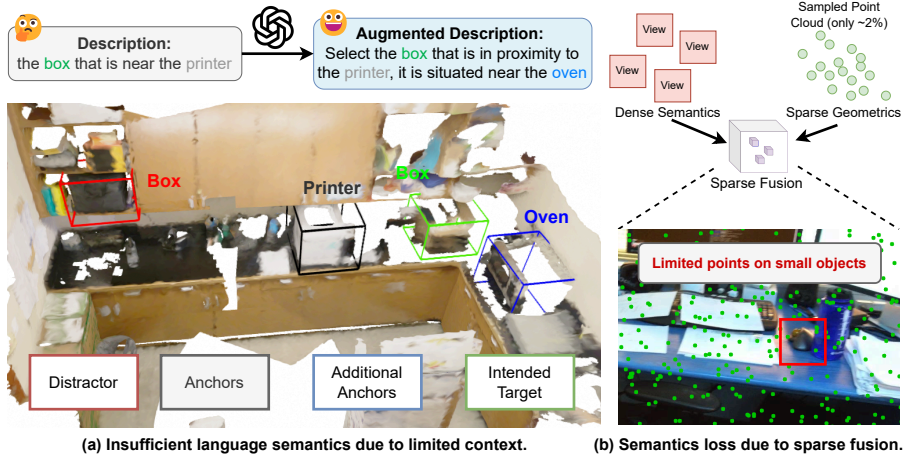 Description:
the box that is near the printer
Augmented Description:
Select the box that is in proximity to
the printer, it is situated near the oven
Box
Printer
Box
Oven
Distractor
Anchors
Additional
Anchors
Intended
Target
(a) Insufficient language semantics due to limited context.
Sampled Point
Cloud (only ~2%)
View
View
View
View
Dense Semantics
Sparse Geometrics
Sparse Fusion
Limited points on small objects
(b) Semantics loss due to sparse fusion.